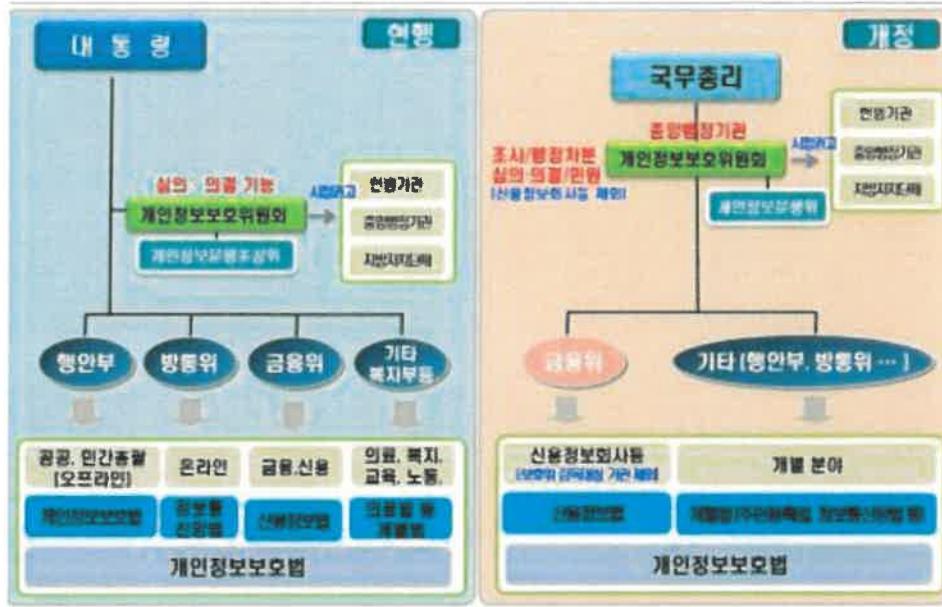 대 통 령
현행
심의·의결 기능
개인정보보호위원회
시정권고
헌법기관
중앙행정기관
지방자치단체
개인정보분쟁조정위
행안부
방통위
금융위
기타
복지부등
공공, 민간총괄
(오프라인)
온라인
금융.신용
의료, 복지,
교육, 노동,
개인정보보호법
정보통신망법
신용정보법
의료법 등
개별법
개인정보보호법
개정
국무총리
중앙행정기관
개인정보보호위원회
조사/행정처분
심의·의결/민원
(신용정보회사등 제외)
시정권고
헌법기관
중앙행정기관
지방자치단체
개인정보분쟁위
금융위
기타 (행안부, 방통위 …)
신용정보회사등
개별 분야
신용정보법
개인정보보호법